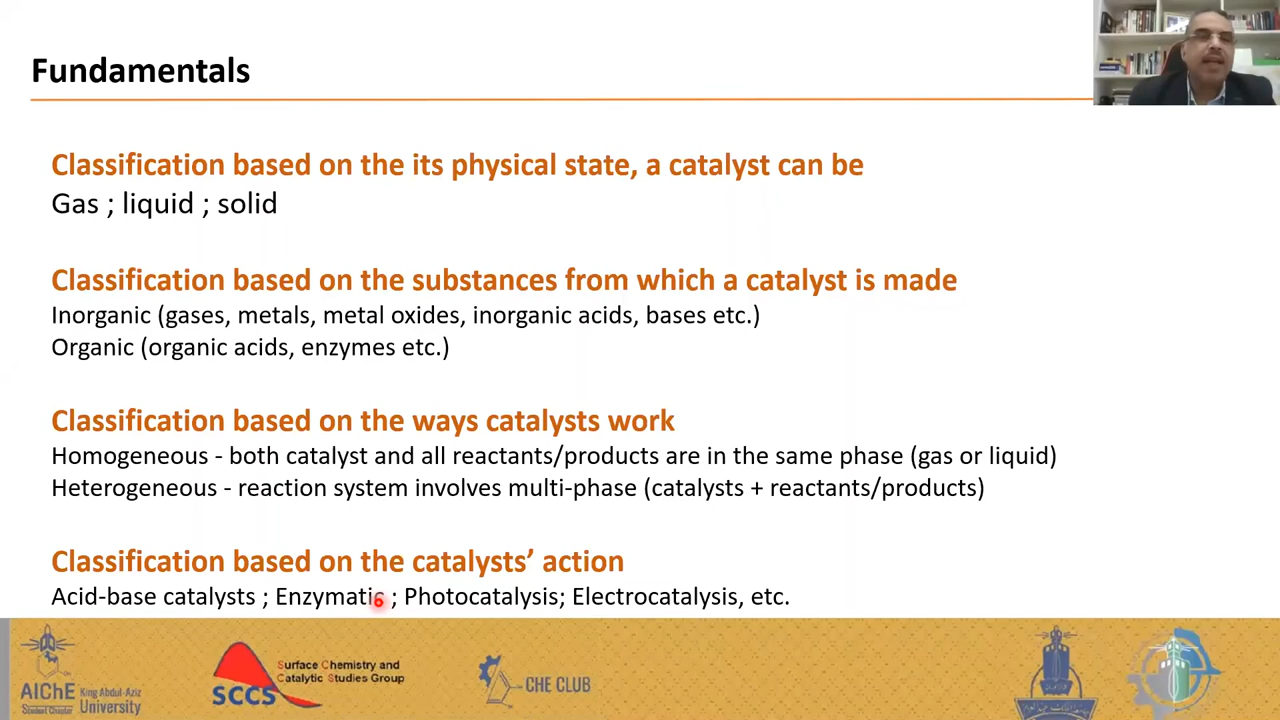 Fundamentals
Classification based on the its physical state, a catalyst can be
Gas ; liquid ; solid
Classification based on the substances from which a catalyst is made
Inorganic (gases, metals, metal oxides, inorganic acids, bases etc.)
Organic (organic acids, enzymes etc.)
Classification based on the ways catalysts work
Homogeneous - both catalyst and all reactants/products are in the same phase (gas or liquid)
Heterogeneous - reaction system involves multi-phase (catalysts + reactants/products)
Classification based on the catalysts’ action
Acid-base catalysts ; Enzymatic ; Photocatalysis; Electrocatalysis, etc.
AIChE
Student Chapter
King Abdul-Aziz
University
SCCS
Surface Chemistry and
Catalytic Studies Group
CHE CLUB